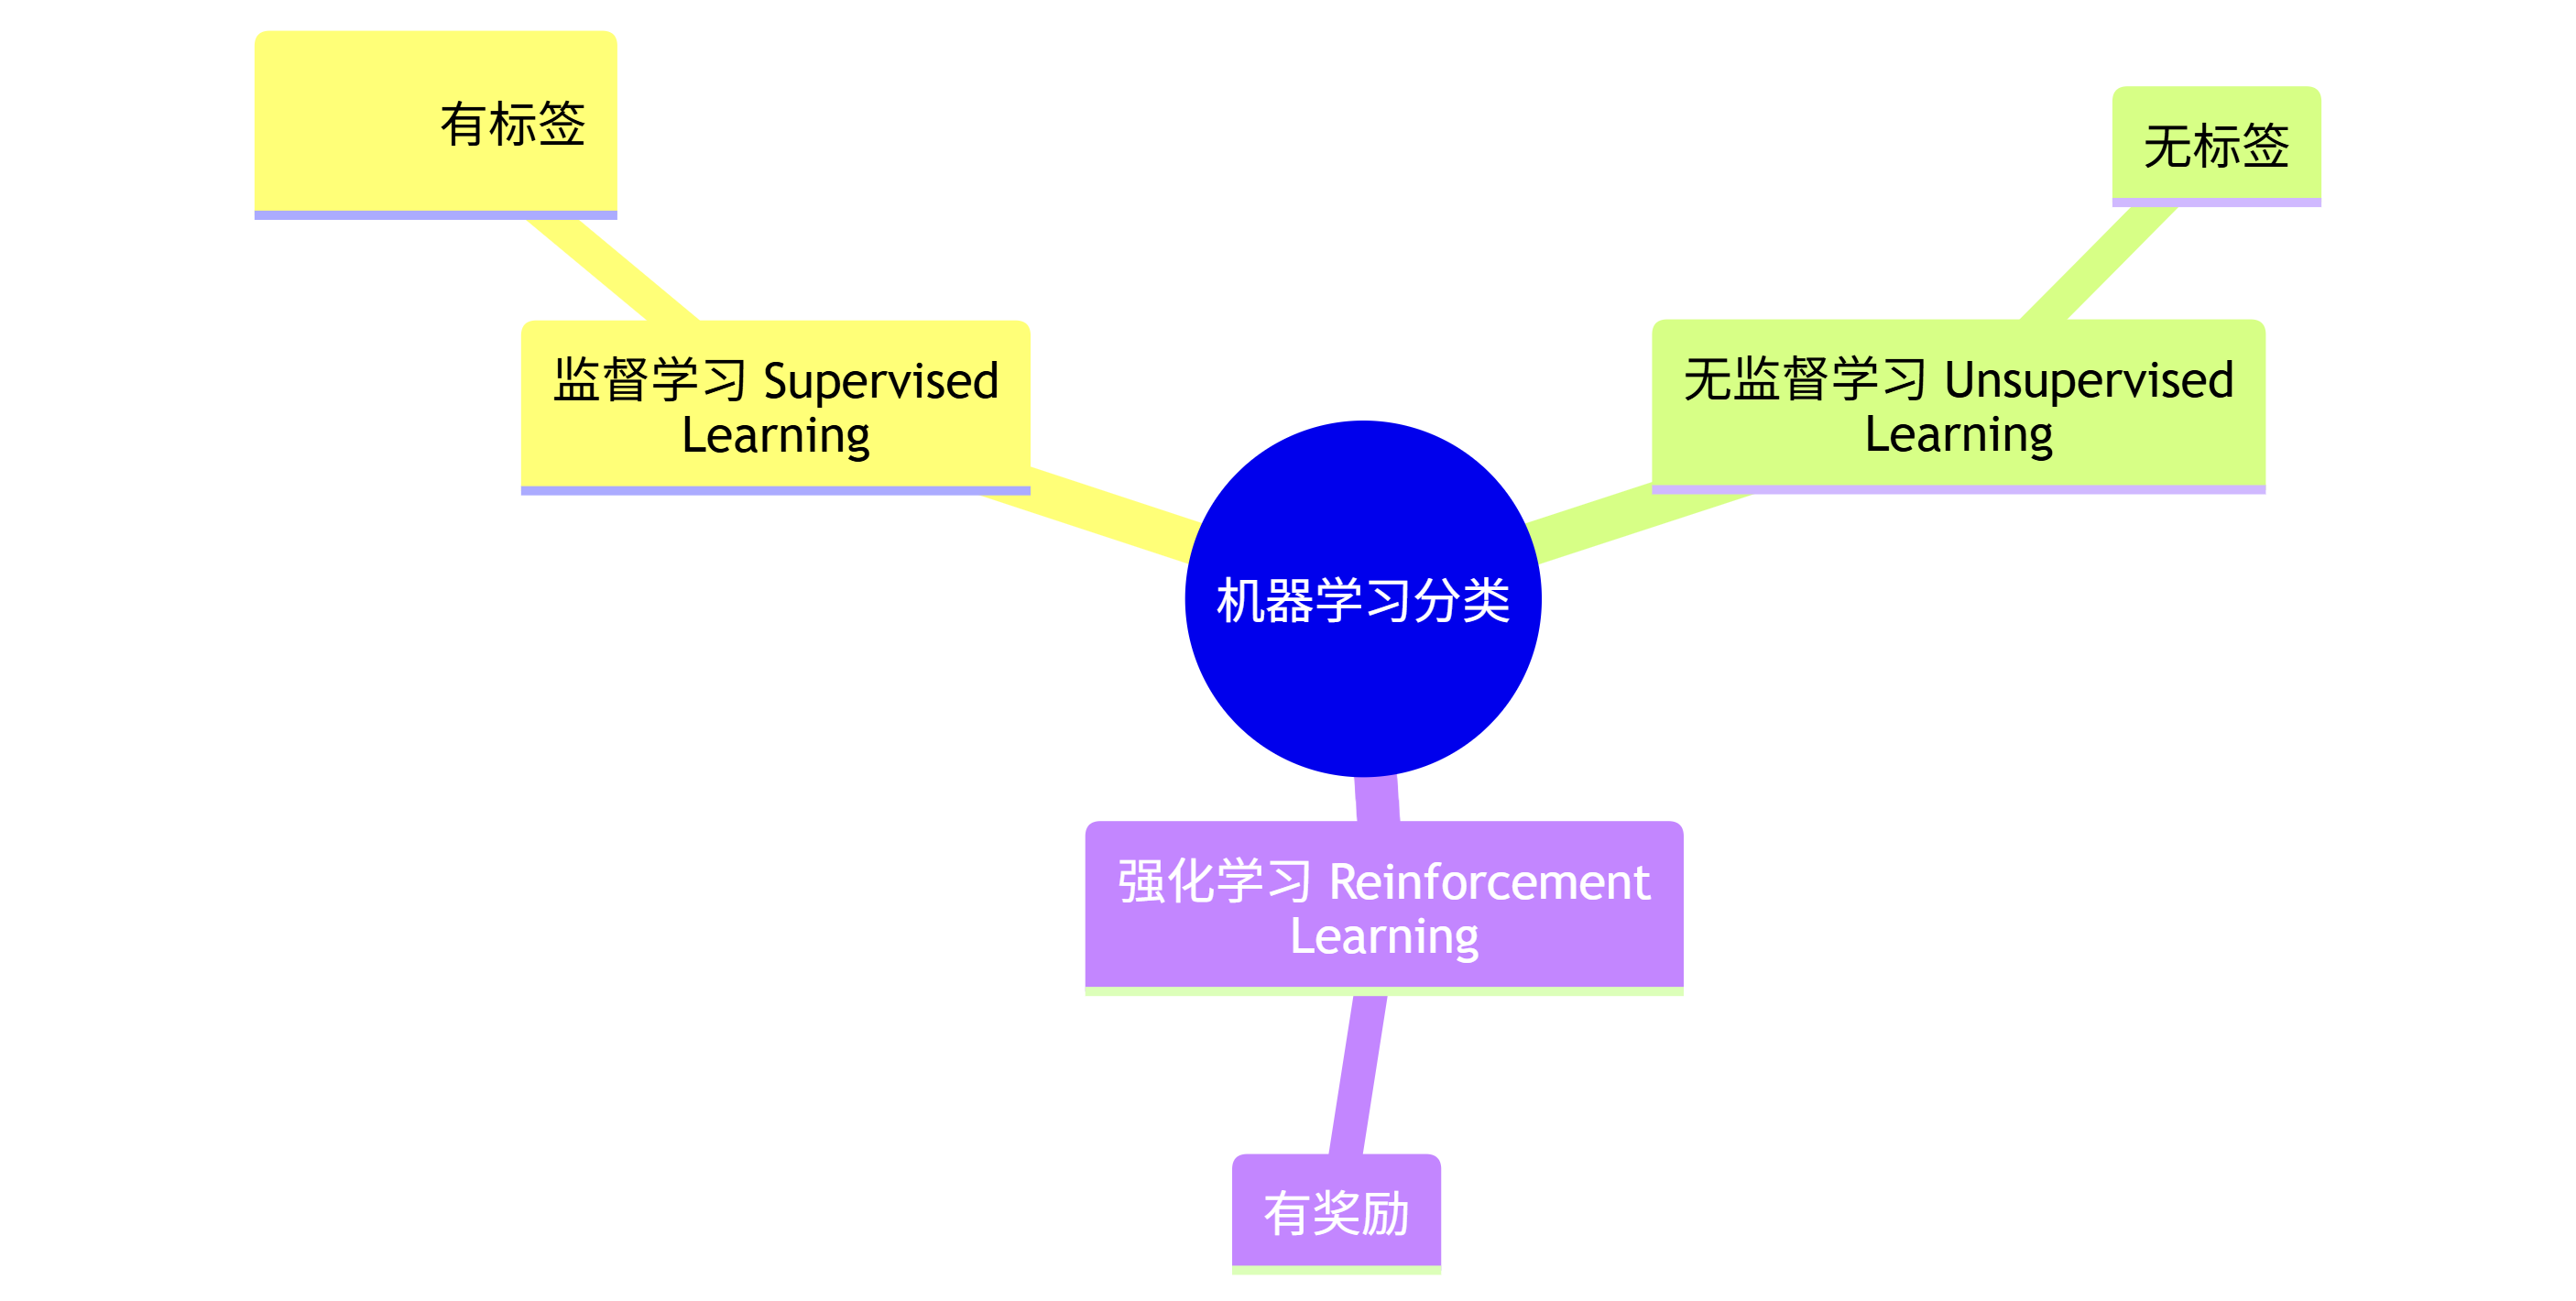 有标签
无标签
监督学习 Supervised
Learning
无监督学习 Unsupervised
Learning
机器学习分类
强化学习 Reinforcement
Learning
有奖励